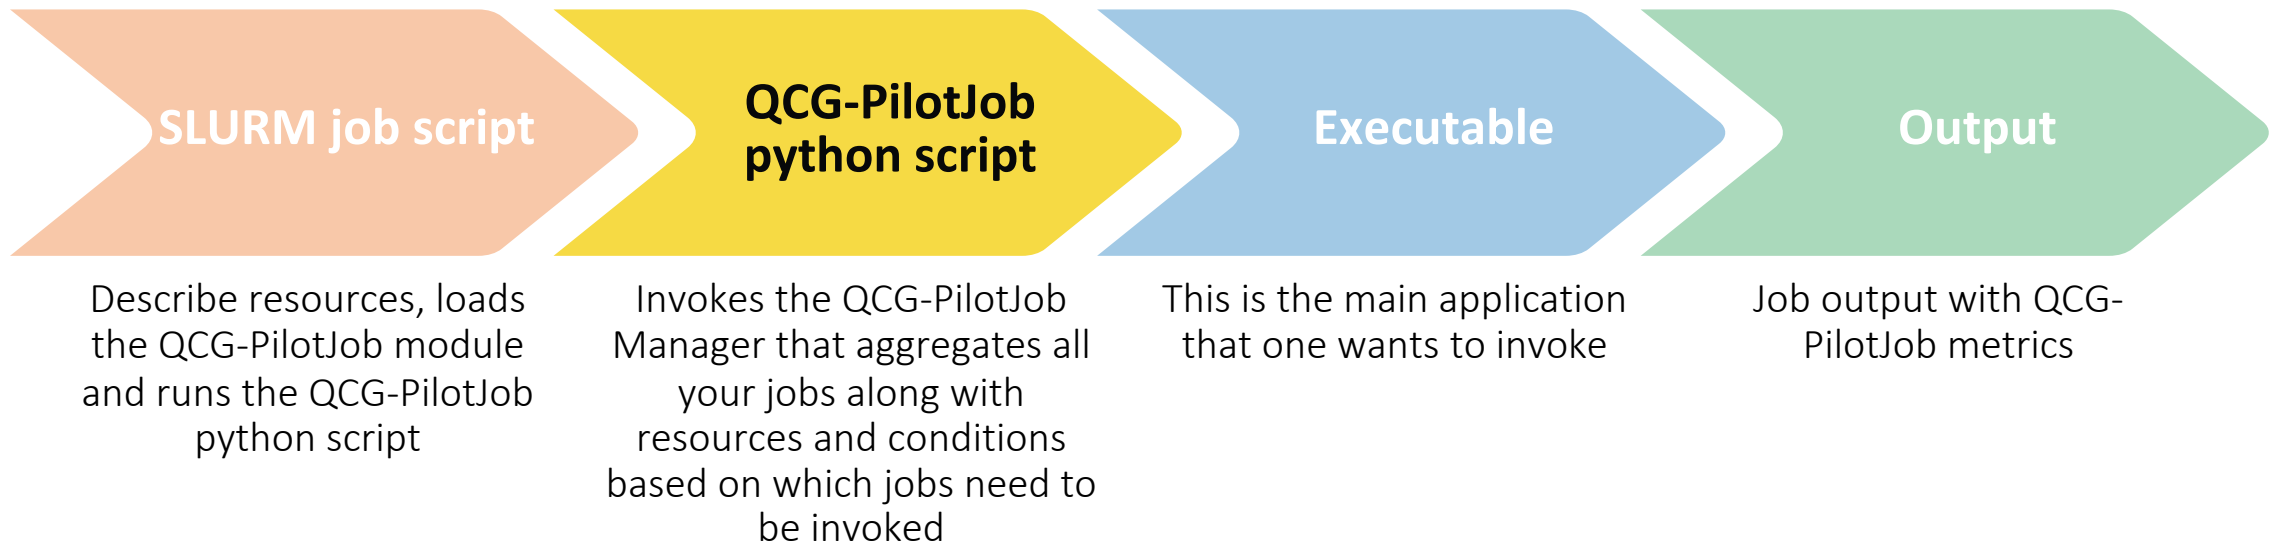 SLURM job script
Describe resources, loads
the QCG-PilotJob module
and runs the QCG-PilotJob
python script
QCG-PilotJob
python script
Invokes the QCG-PilotJob
Manager that aggregates all
your jobs along with
resources and conditions
based on which jobs need to
be invoked
Executable
This is the main application
that one wants to invoke
Output
Job output with QCG-
PilotJob metrics